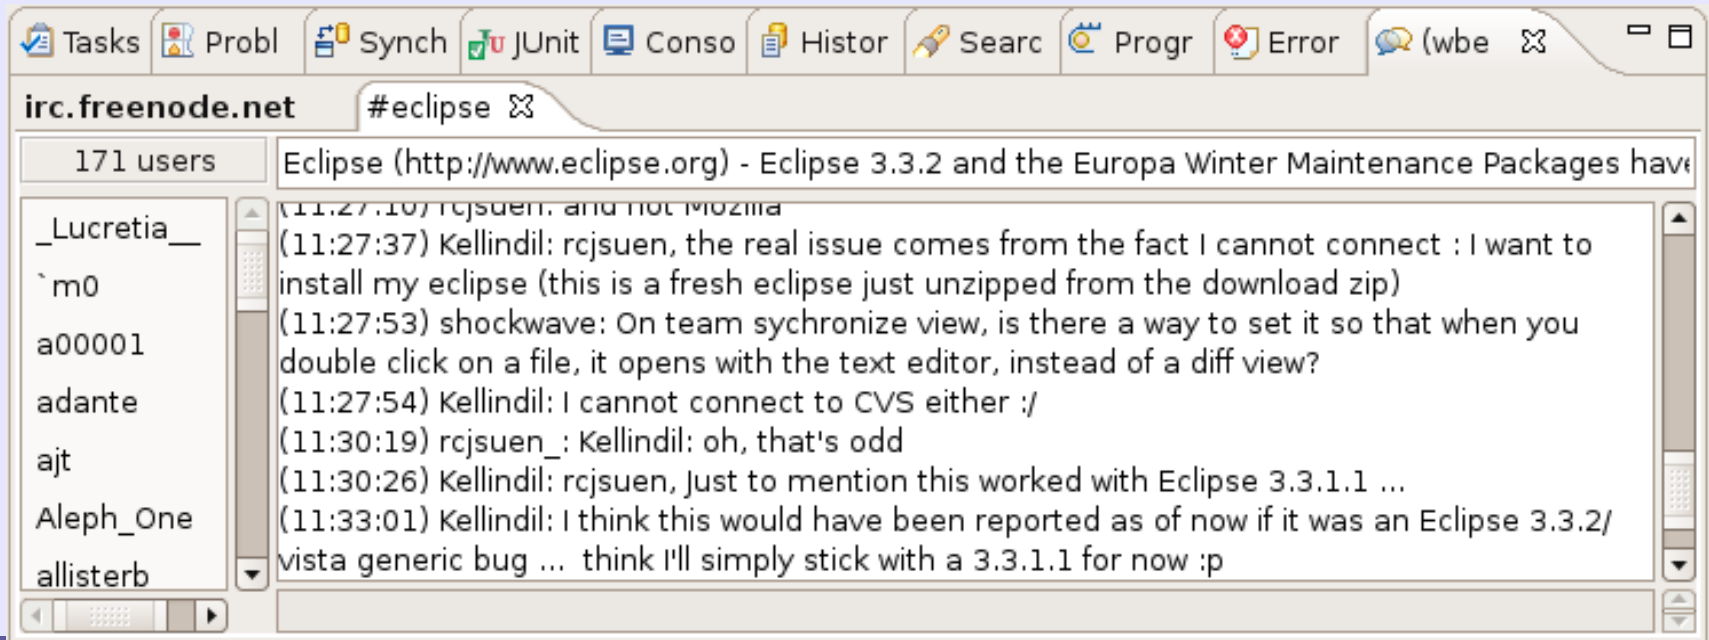 Tasks Probl Synch JUnit Conso Histor Searc Progr Error (wbe
irc.freenode.net #eclipse
171 users
Eclipse (http://www.eclipse.org) - Eclipse 3.3.2 and the Europa Winter Maintenance Packages have
_Lucretia__
`m0
a00001
adante
ajt
Aleph_One
allisterb
(11:27:10) rcjsuen: and not Mozilla
(11:27:37) Kellindil: rcjsuen, the real issue comes from the fact I cannot connect : I want to
install my eclipse (this is a fresh eclipse just unzipped from the download zip)
(11:27:53) shockwave: On team sychronize view, is there a way to set it so that when you
double click on a file, it opens with the text editor, instead of a diff view?
(11:27:54) Kellindil: I cannot connect to CVS either :/
(11:30:19) rcjsuen_: Kellindil: oh, that's odd
(11:30:26) Kellindil: rcjsuen, Just to mention this worked with Eclipse 3.3.1.1 ...
(11:33:01) Kellindil: I think this would have been reported as of now if it was an Eclipse 3.3.2/
vista generic bug ...  think I'll simply stick with a 3.3.1.1 for now :p